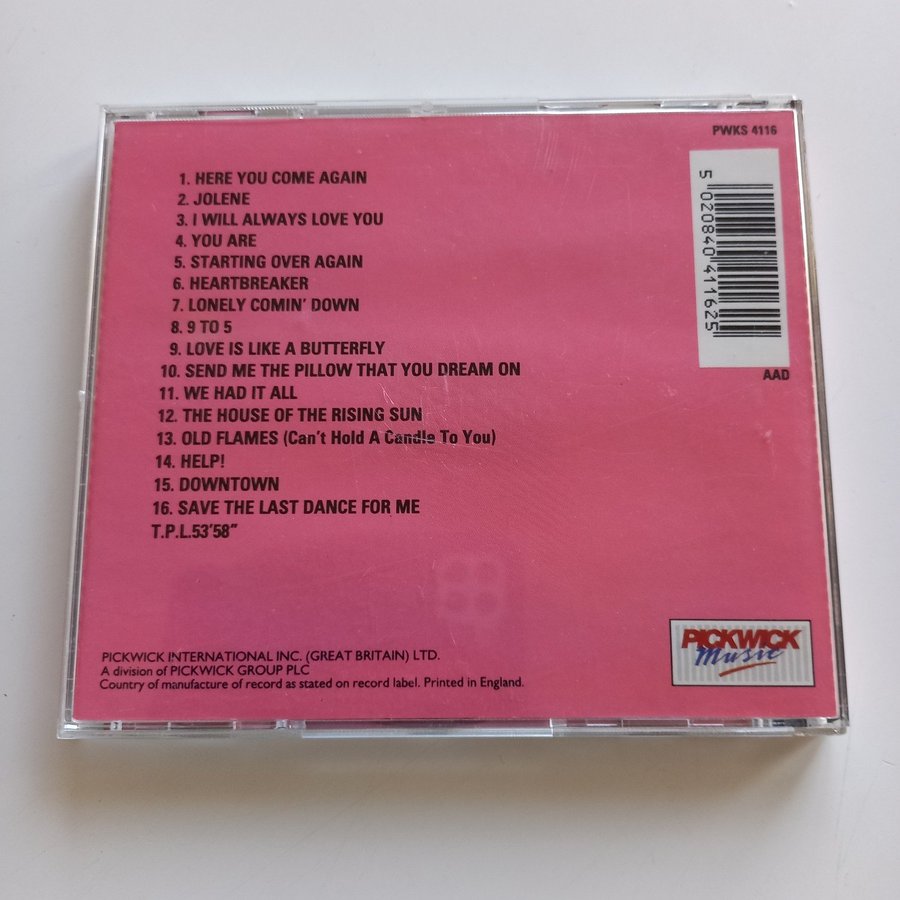 PWKS 4116
5 020840 411625
AAD
1. HERE YOU COME AGAIN
2. JOLENE
3. I WILL ALWAYS LOVE YOU
4. YOU ARE
5. STARTING OVER AGAIN
6. HEARTBREAKER
7. LONELY COMIN' DOWN
8. 9 TO 5
9. LOVE IS LIKE A BUTTERFLY
10. SEND ME THE PILLOW THAT YOU DREAM ON
11. WE HAD IT ALL
12. THE HOUSE OF THE RISING SUN
13. OLD FLAMES (Can't Hold A Candle To You)
14. HELP!
15. DOWNTOWN
16. SAVE THE LAST DANCE FOR ME
T.P.L.53'58"
PICKWICK INTERNATIONAL INC. (GREAT BRITAIN) LTD.
A division of PICKWICK GROUP PLC
Country of manufacture of record as stated on record label. Printed in England.
PICKWICK
Music